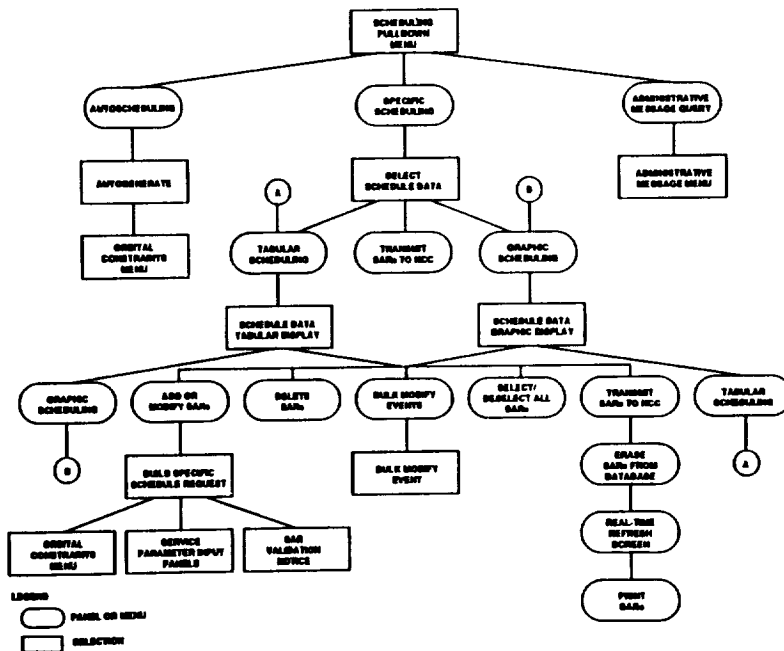 SCHEDULING
PULLDOWN
MENU
AUTOSCHEDULING
SPECIFIC
SCHEDULING
ADMINISTRATIVE
MESSAGE QUERY
AUTOGENERATE
SELECT
SCHEDULE DATA
ADMINISTRATIVE
MESSAGE MENU
A
B
ORBITAL
CONSTRAINTS
MENU
TABULAR
SCHEDULING
TRANSMIT
SARs TO NCC
GRAPHIC
SCHEDULING
SCHEDULE DATA
TABULAR DISPLAY
SCHEDULE DATA
GRAPHIC DISPLAY
GRAPHIC
SCHEDULING
ADD OR
MODIFY SARs
DELETE
SARs
BULK MODIFY
EVENTS
SELECT/
DESELECT ALL
SARs
TRANSMIT
SARs TO NCC
TABULAR
SCHEDULING
B
BUILD SPECIFIC
SCHEDULE REQUEST
BULK MODIFY
EVENT
ERASE
SARs FROM
DATABASE
A
ORBITAL
CONSTRAINTS
MENU
SERVICE
PARAMETER INPUT
PANELS
SAR
VALIDATION
NOTICE
REAL-TIME
REFRESH
SCREEN
PRINT
SARs
LEGEND
PANEL OR MENU
SELECTION